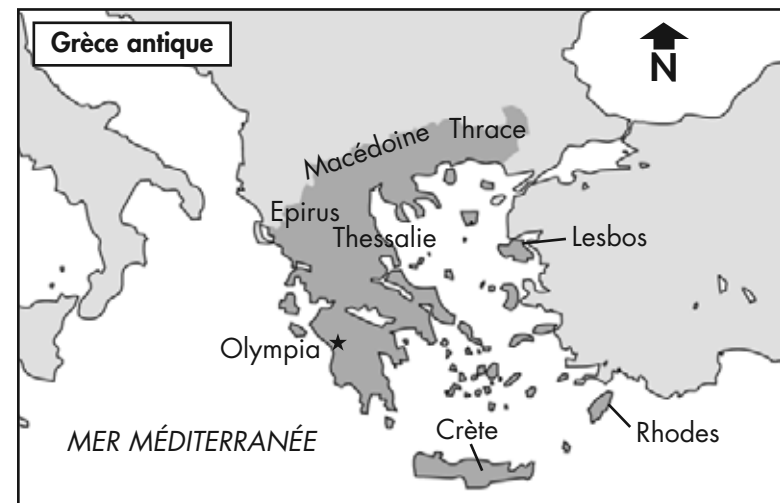 Grèce antique
N
Macédoine
Thrace
Epirus
Thessalie
Lesbos
Olympia
MER MÉDITERRANÉE
Crète
Rhodes